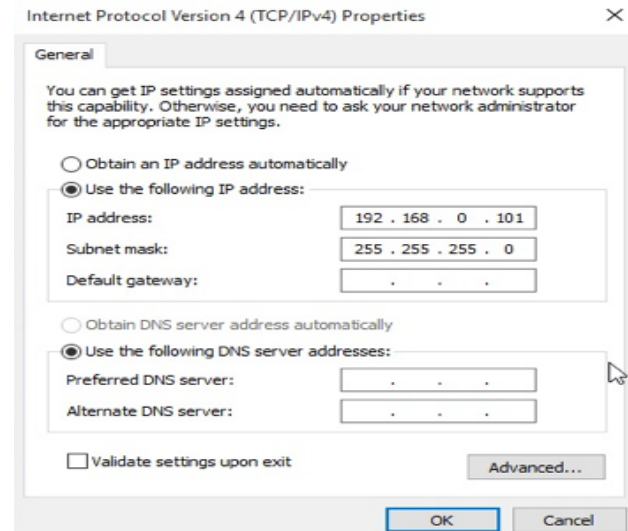 Internet Protocol Version 4 (TCP/IPv4) Properties
General
You can get IP settings assigned automatically if your network supports
this capability. Otherwise, you need to ask your network administrator
for the appropriate IP settings.
Obtain an IP address automatically
Use the following IP address:
IP address: 192 . 168 . 0 . 101
Subnet mask: 255 . 255 . 255 . 0
Default gateway: . . .
Obtain DNS server address automatically
Use the following DNS server addresses:
Preferred DNS server: . . .
Alternate DNS server: . . .
Validate settings upon exit
Advanced...
OK Cancel